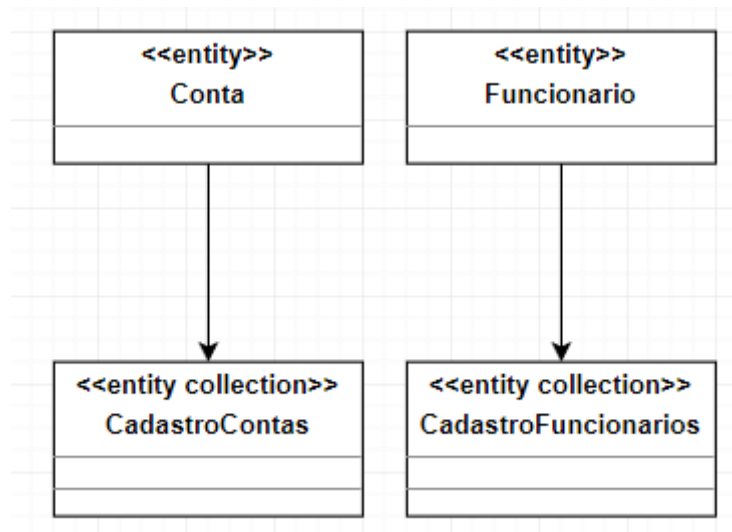 <<entity>>
Conta
<<entity>>
Funcionario
<<entity collection>>
CadastroContas
<<entity collection>>
CadastroFuncionarios